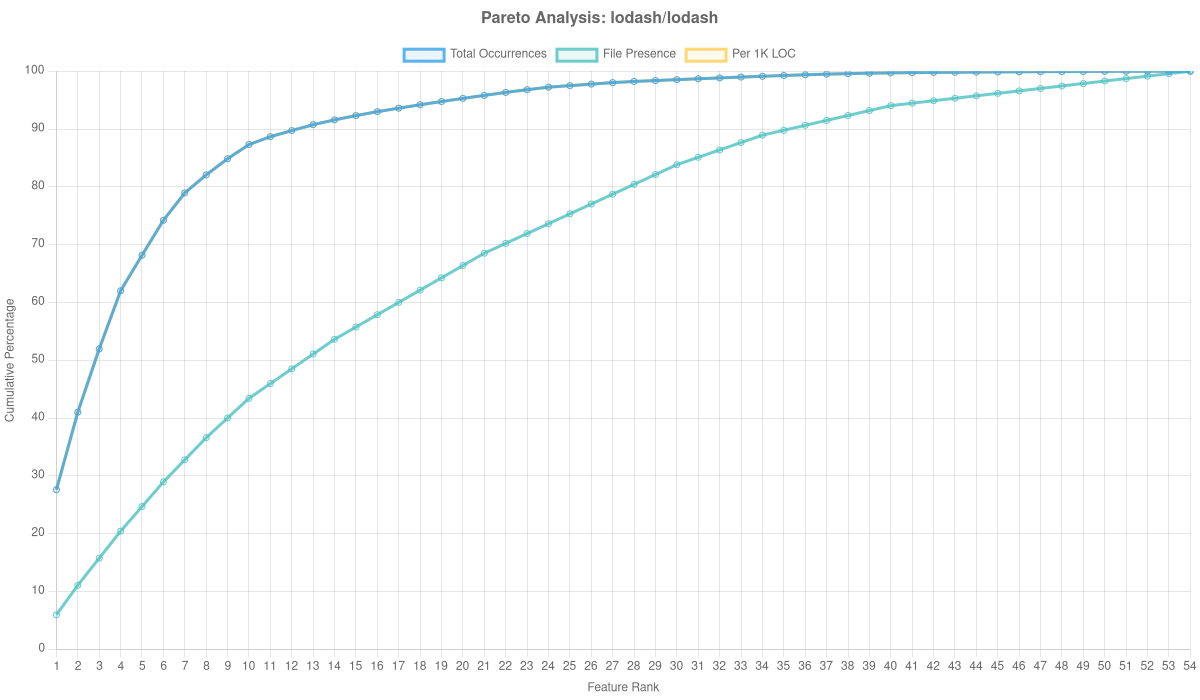 Pareto Analysis: lodash/lodash
Total Occurrences File Presence Per 1K LOC
100
90
80
70
60
50
40
30
20
10
0
Cumulative Percentage
1 2 3 4 5 6 7 8 9 10 11 12 13 14 15 16 17 18 19 20 21 22 23 24 25 26 27 28 29 30 31 32 33 34 35 36 37 38 39 40 41 42 43 44 45 46 47 48 49 50 51 52 53 54
Feature Rank